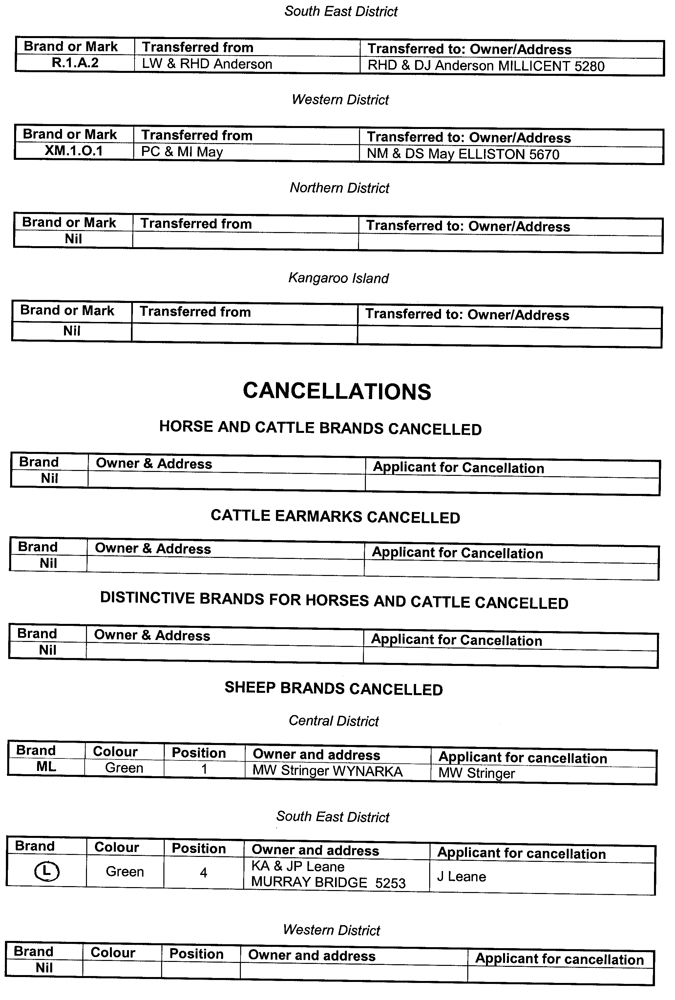 South East District
Brand or Mark Transferred from Transferred to: Owner/Address
R.1.A.2 LW & RHD Anderson RHD & DJ Anderson MILLICENT 5280
Western District
Brand or Mark Transferred from Transferred to: Owner/Address
XM.1.O.1 PC & MI May NM & DS May ELLISTON 5670
Northern District
Brand or Mark Transferred from Transferred to: Owner/Address
Nil
Kangaroo Island
Brand or Mark Transferred from Transferred to: Owner/Address
Nil
CANCELLATIONS
HORSE AND CATTLE BRANDS CANCELLED
Brand Owner & Address Applicant for Cancellation
Nil
CATTLE EARMARKS CANCELLED
Brand Owner & Address Applicant for Cancellation
Nil
DISTINCTIVE BRANDS FOR HORSES AND CATTLE CANCELLED
Brand Owner & Address Applicant for Cancellation
Nil
SHEEP BRANDS CANCELLED
Central District
Brand Colour Position Owner and address Applicant for cancellation
ML Green 1 MW Stringer WYNARKA MW Stringer
South East District
Brand Colour Position Owner and address Applicant for cancellation
L Green 4 KA & JP Leane J Leane
MURRAY BRIDGE 5253
Western District
Brand Colour Position Owner and address Applicant for cancellation
Nil